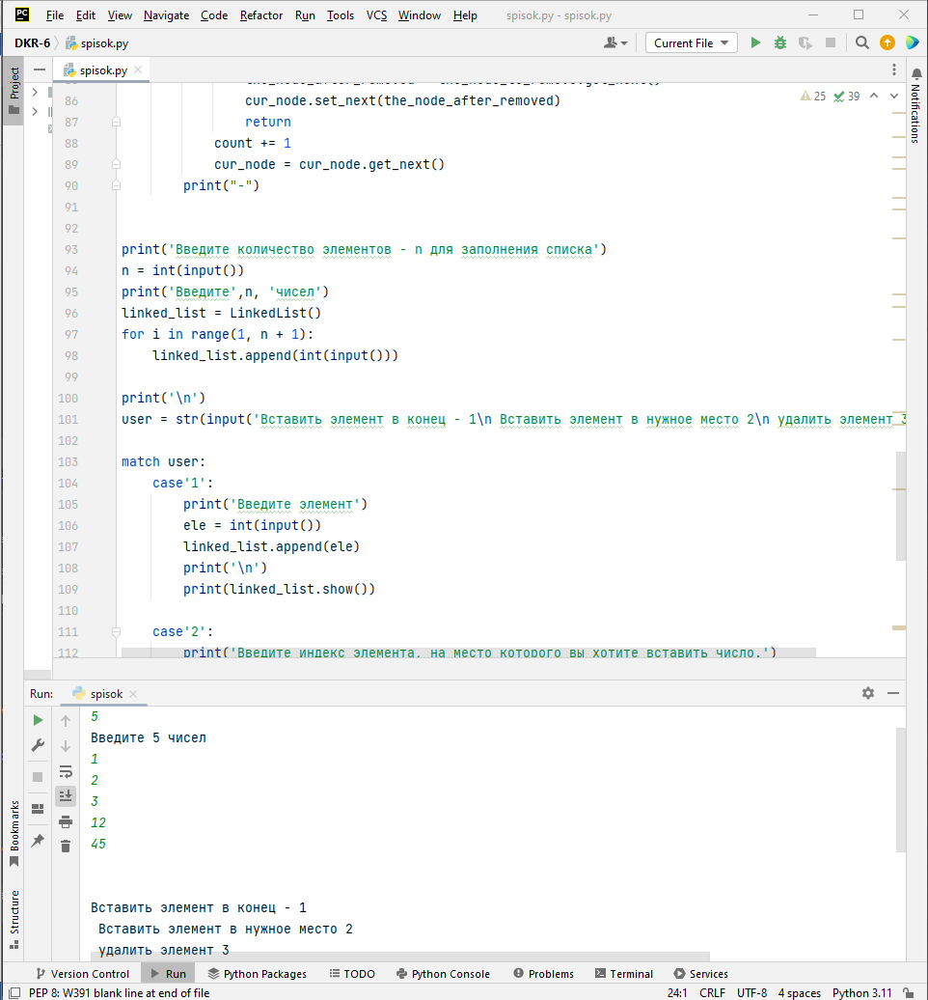 File Edit View Navigate Code Refactor Run Tools VCS Window Help spisok.py - spisok.py
DKR-6 spisok.py Current File
Project
spisok.py
Notifications
25 39
86 cur_node.set_next(the_node_after_removed)
87 return
88 count += 1
89 cur_node = cur_node.get_next()
90 print("-")
91
92
93 print('Введите количество элементов - n для заполнения списка')
94 n = int(input())
95 print('Введите',n, 'чисел')
96 linked_list = LinkedList()
97 for i in range(1, n + 1):
98 linked_list.append(int(input()))
99
100 print('\n')
101 user = str(input('Вставить элемент в конец - 1\n Вставить элемент в нужное место 2\n удалить элемент 3
102
103 match user:
104 case'1':
105 print('Введите элемент')
106 ele = int(input())
107 linked_list.append(ele)
108 print('\n')
109 print(linked_list.show())
110
111 case'2':
112 print('Введите индекс элемента, на место которого вы хотите вставить число.')
Run: spisok
5
Введите 5 чисел
1
2
3
12
45
Вставить элемент в конец - 1
Вставить элемент в нужное место 2
удалить элемент 3
Bookmarks
Structure
Version Control Run Python Packages TODO Python Console Problems Terminal Services
PEP 8: W391 blank line at end of file 24:1 CRLF UTF-8 4 spaces Python 3.11